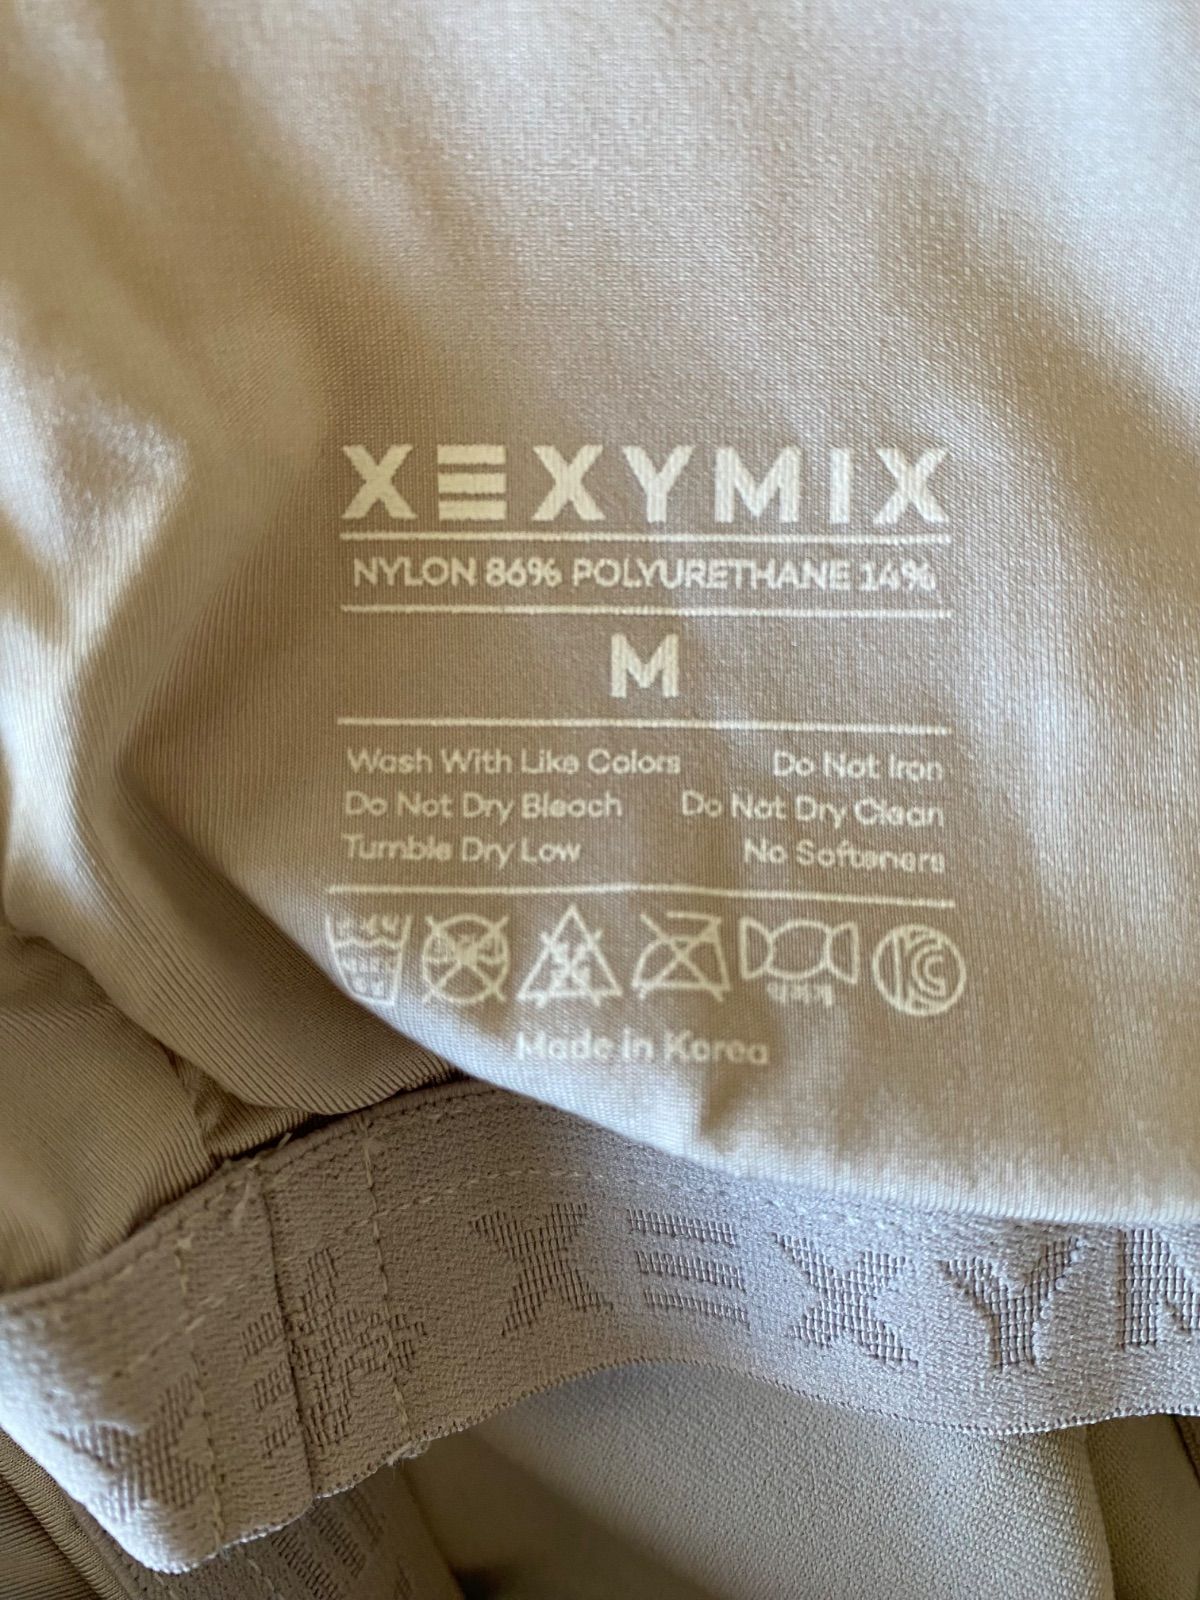 XEXYMIX
NYLON 86% POLYURETHANE 14%
M
Wash With Like Colors Do Not Iron
Do Not Dry Bleach Do Not Dry Clean
Tumble Dry Low No Softeners
Made in Korea
XEXYM